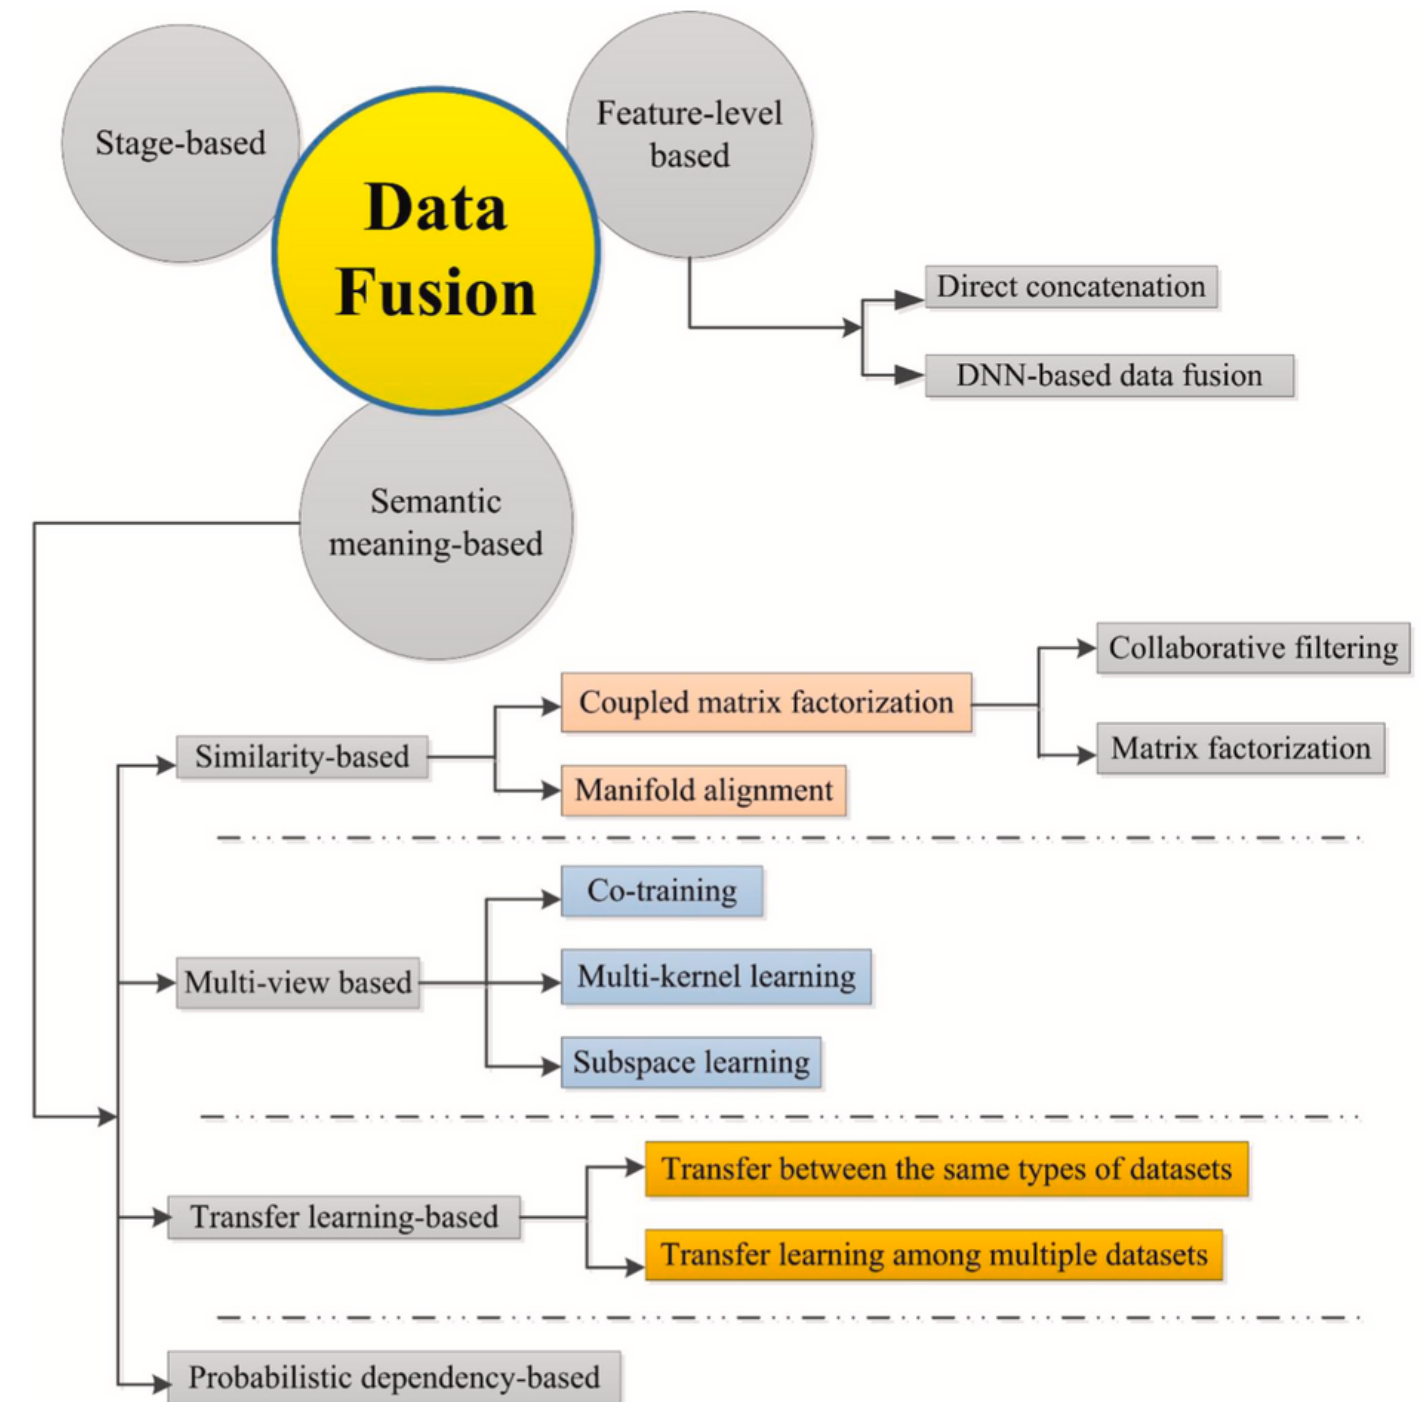 Stage-based
Data
Fusion
Feature-level
based
Direct concatenation
DNN-based data fusion
Semantic
meaning-based
Similarity-based
Coupled matrix factorization
Collaborative filtering
Matrix factorization
Manifold alignment
Multi-view based
Co-training
Multi-kernel learning
Subspace learning
Transfer learning-based
Transfer between the same types of datasets
Transfer learning among multiple datasets
Probabilistic dependency-based